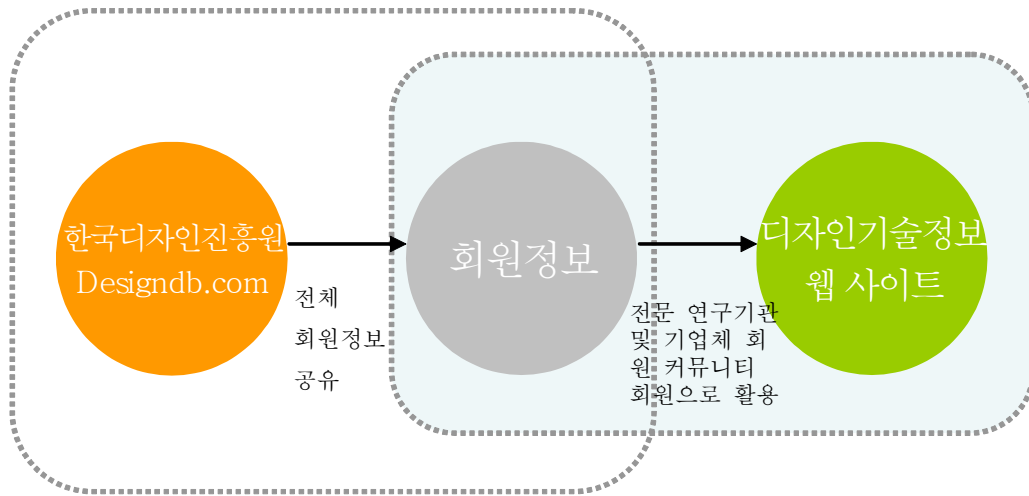 한국디자인진흥원
Designdb.com
전체
회원정보
공유
회원정보
전문 연구기관
및 기업체 회
원 커뮤니티
회원으로 활용
디자인기술정보
웹 사이트